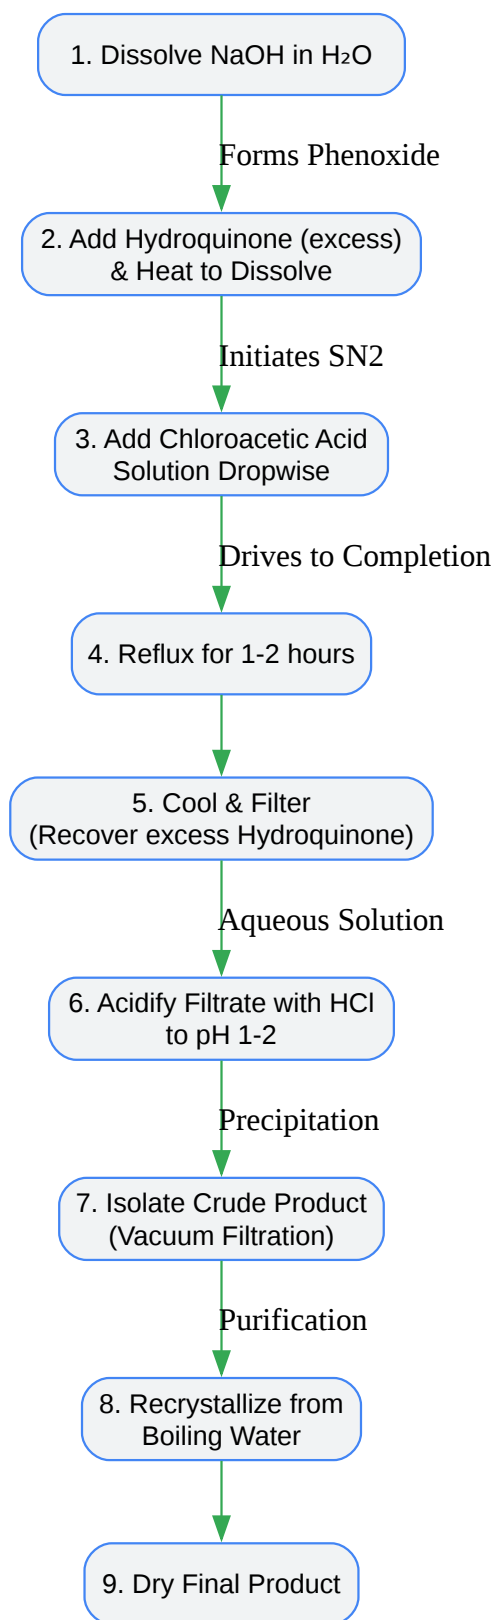 1. Dissolve NaOH in H₂O
Forms Phenoxide
2. Add Hydroquinone (excess)
& Heat to Dissolve
Initiates SN2
3. Add Chloroacetic Acid
Solution Dropwise
Drives to Completion
4. Reflux for 1-2 hours
5. Cool & Filter
(Recover excess Hydroquinone)
Aqueous Solution
6. Acidify Filtrate with HCl
to pH 1-2
Precipitation
7. Isolate Crude Product
(Vacuum Filtration)
Purification
8. Recrystallize from
Boiling Water
9. Dry Final Product